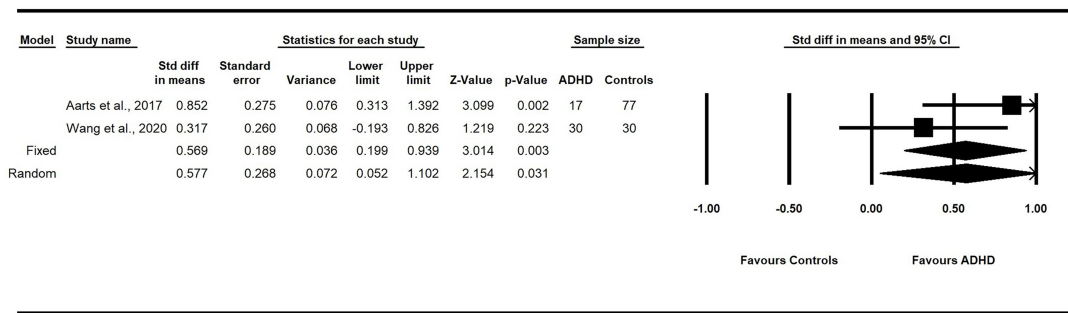 Model Study name Statistics for each study Sample size Std diff in means and 95% CI
Std diff Standard Lower Upper
in means error Variance limit limit Z-Value p-Value ADHD Controls
Aarts et al., 2017 0.852 0.275 0.076 0.313 1.392 3.099 0.002 17 77
Wang et al., 2020 0.317 0.260 0.068 -0.193 0.826 1.219 0.223 30 30
Fixed 0.569 0.189 0.036 0.199 0.939 3.014 0.003
Random 0.577 0.268 0.072 0.052 1.102 2.154 0.031
-1.00 -0.50 0.00 0.50 1.00
Favours Controls Favours ADHD